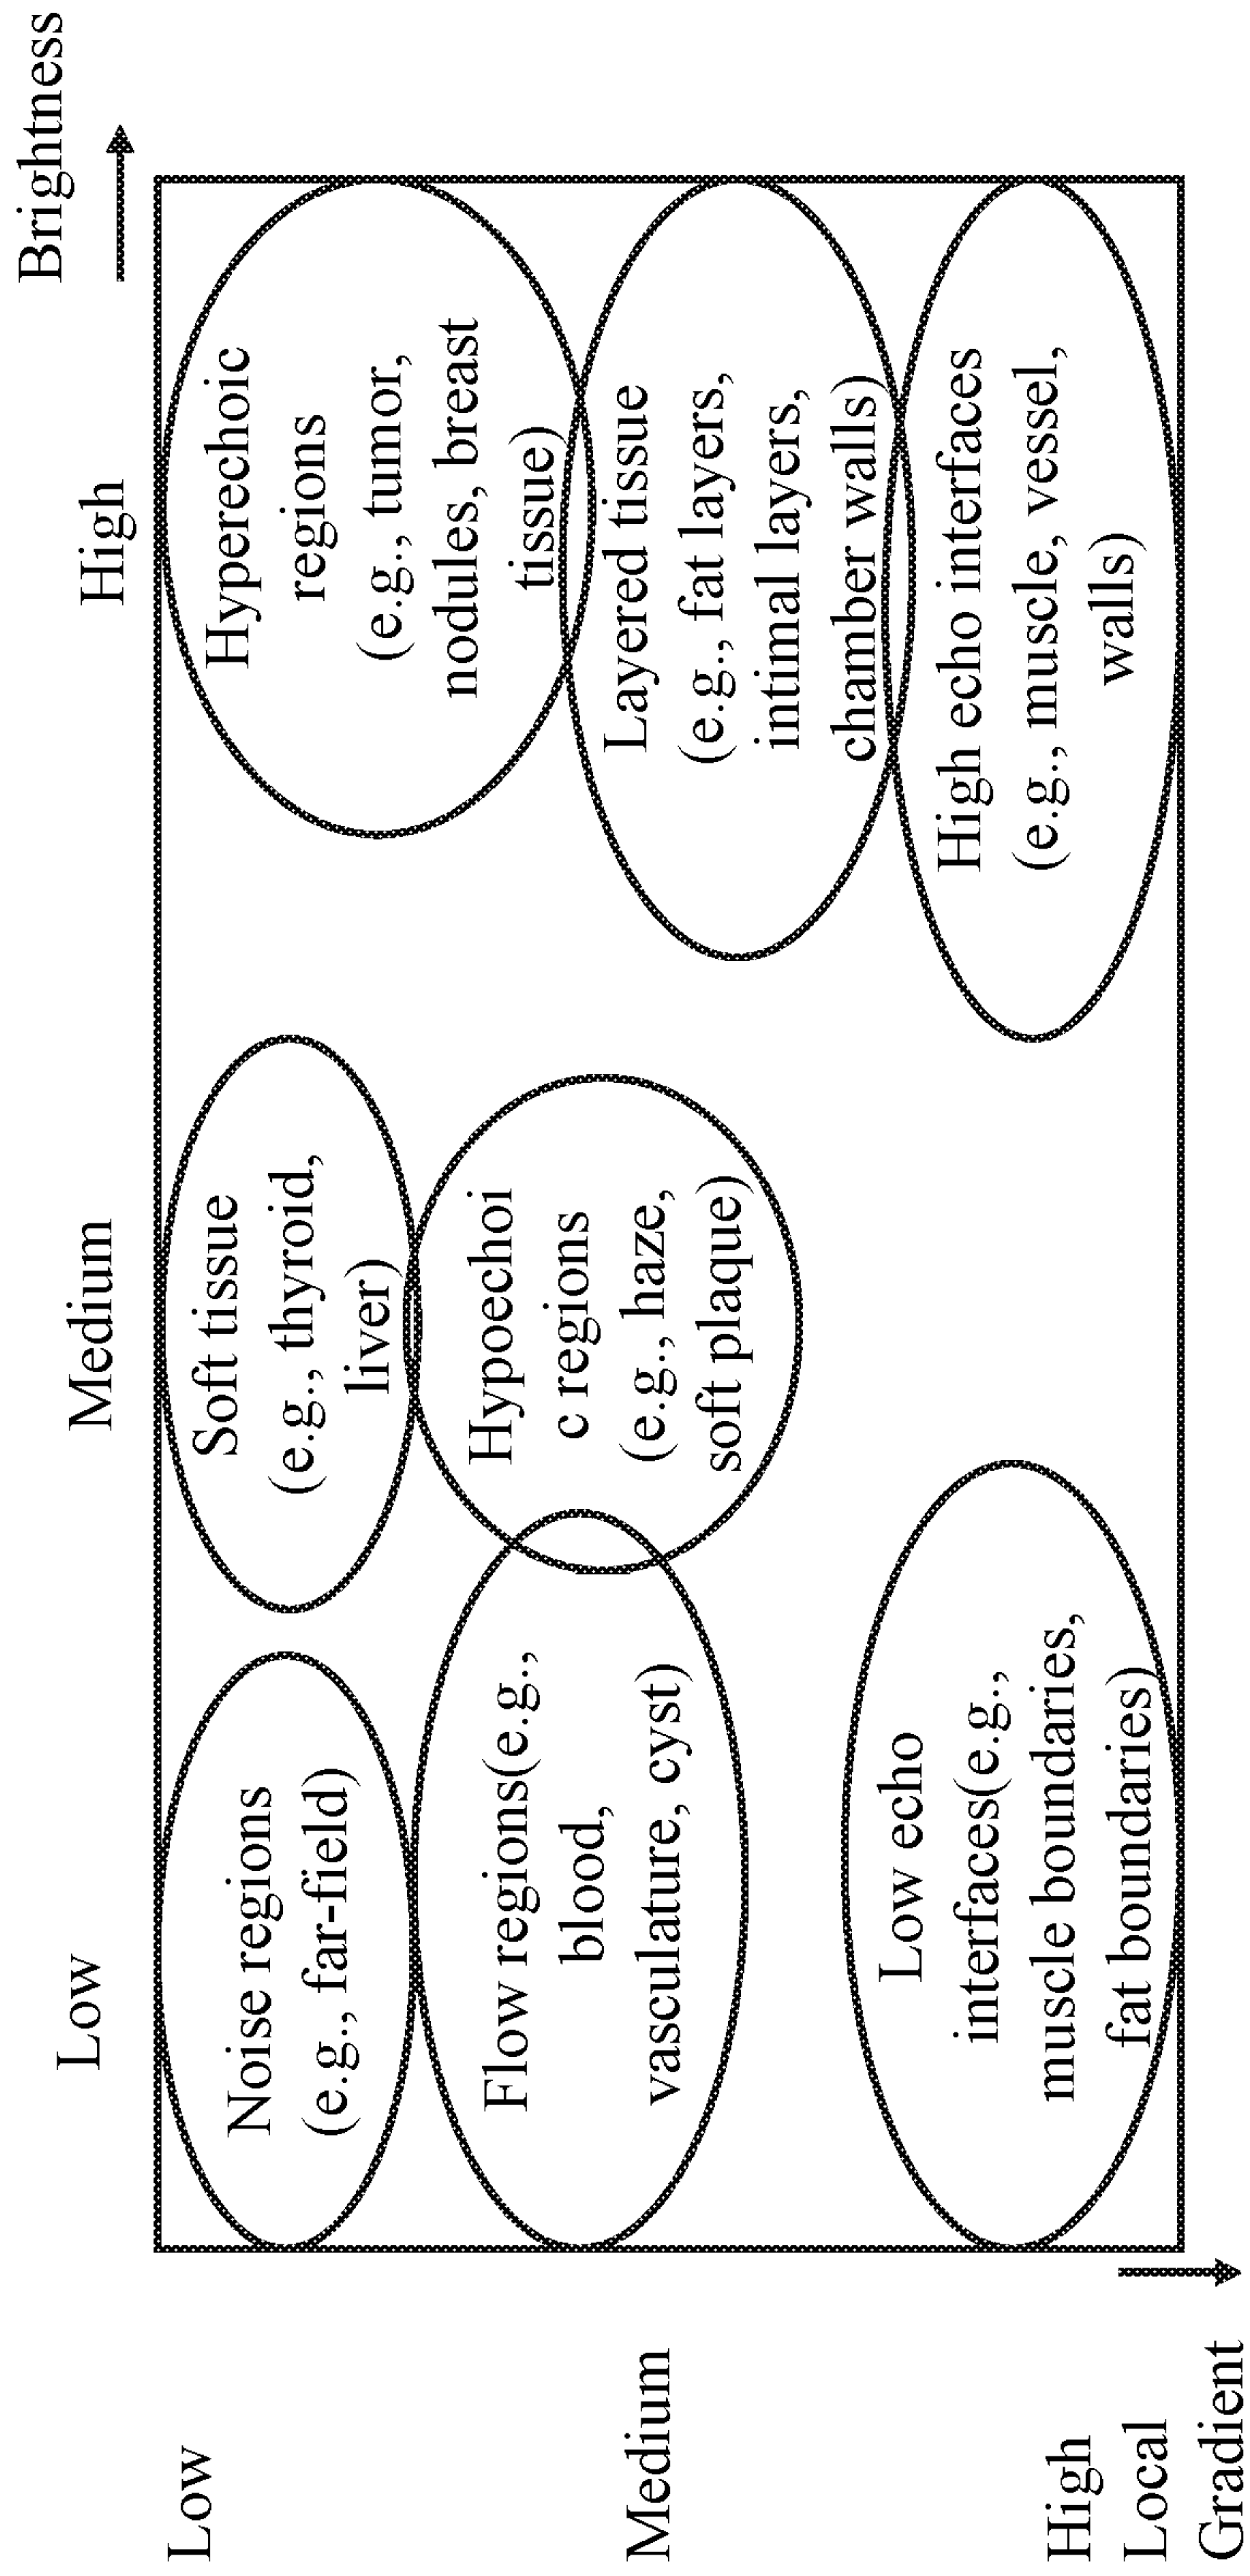 Brightness
Low
Medium
High
Low
Medium
High
Local
Gradient
Noise regions
(e.g., far-field)
Soft tissue
(e.g., thyroid,
liver)
Hyperechoic
regions
(e.g., tumor,
nodules, breast
tissue)
Flow regions(e.g.,
blood,
vasculature, cyst)
Hypoechoi
c regions
(e.g., haze,
soft plaque)
Layered tissue
(e.g., fat layers,
intimal layers,
chamber walls)
Low echo
interfaces(e.g.,
muscle boundaries,
fat boundaries)
High echo interfaces
(e.g., muscle, vessel,
walls)